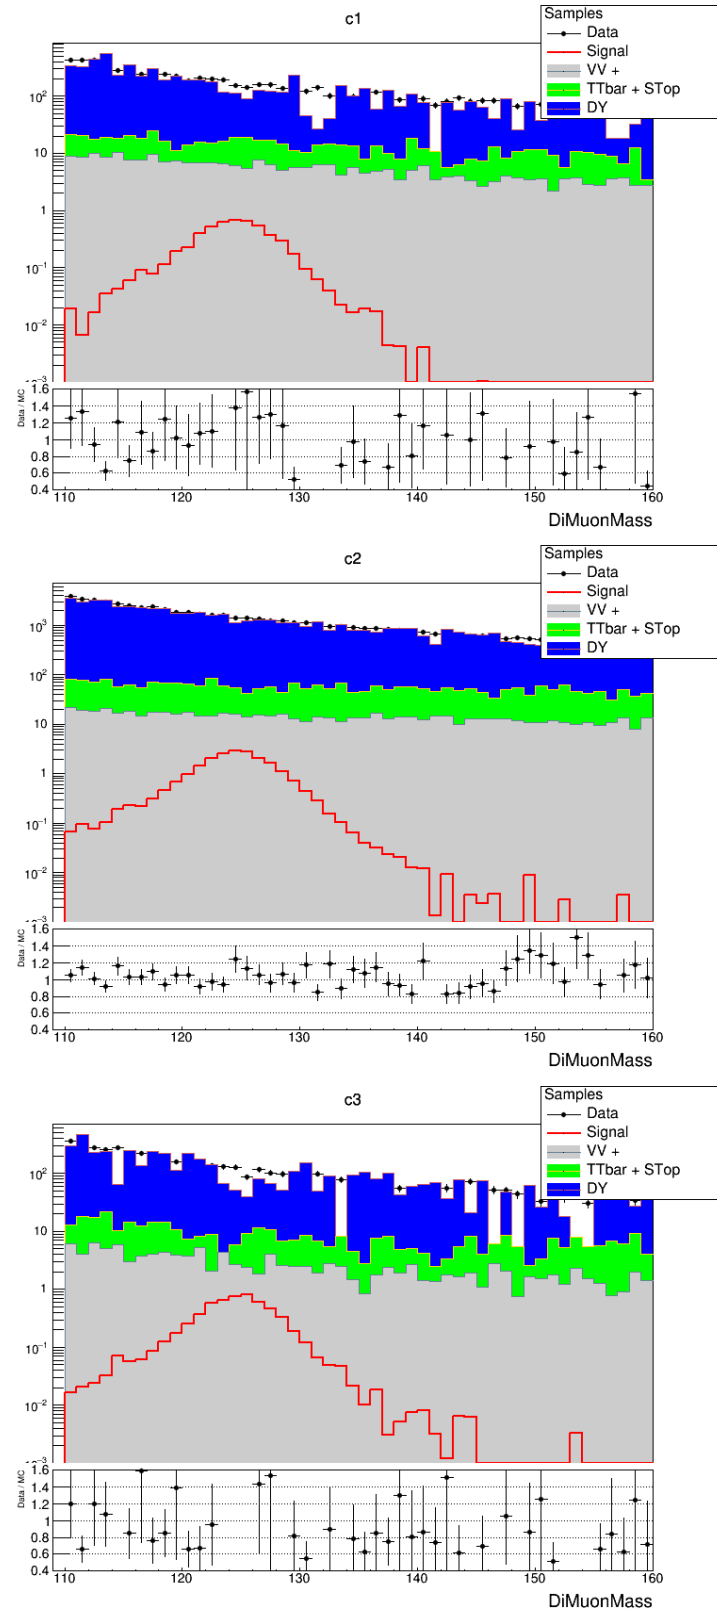 c1
Samples
Data
Signal
VV +
TTbar + STop
DY
10²
10
1
10⁻¹
10⁻²
10⁻³
Data / MC
1.6
1.4
1.2
1
0.8
0.6
0.4
110 120 130 140 150 160
DiMuonMass
c2
Samples
Data
Signal
VV +
TTbar + STop
DY
10³
10²
10
1
10⁻¹
10⁻²
10⁻³
Data / MC
1.6
1.4
1.2
1
0.8
0.6
0.4
110 120 130 140 150 160
DiMuonMass
c3
Samples
Data
Signal
VV +
TTbar + STop
DY
10²
10
1
10⁻¹
10⁻²
10⁻³
Data / MC
1.6
1.4
1.2
1
0.8
0.6
0.4
110 120 130 140 150 160
DiMuonMass